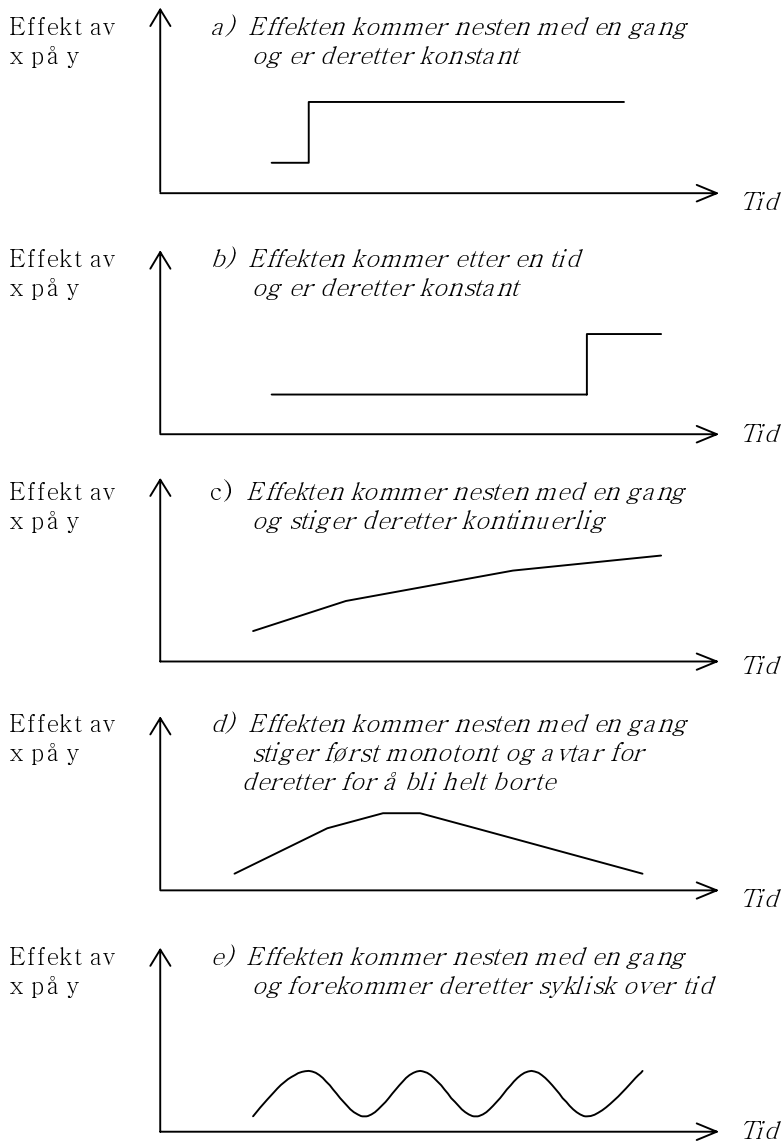 Effekt av
x på y
a) Effekten kommer nesten med en gang
og er deretter konstant
Tid
Effekt av
x på y
b) Effekten kommer etter en tid
og er deretter konstant
Tid
Effekt av
x på y
c) Effekten kommer nesten med en gang
og stiger deretter kontinuerlig
Tid
Effekt av
x på y
d) Effekten kommer nesten med en gang
stiger først monotont og avtar for
deretter for å bli helt borte
Tid
Effekt av
x på y
e) Effekten kommer nesten med en gang
og forekommer deretter syklisk over tid
Tid